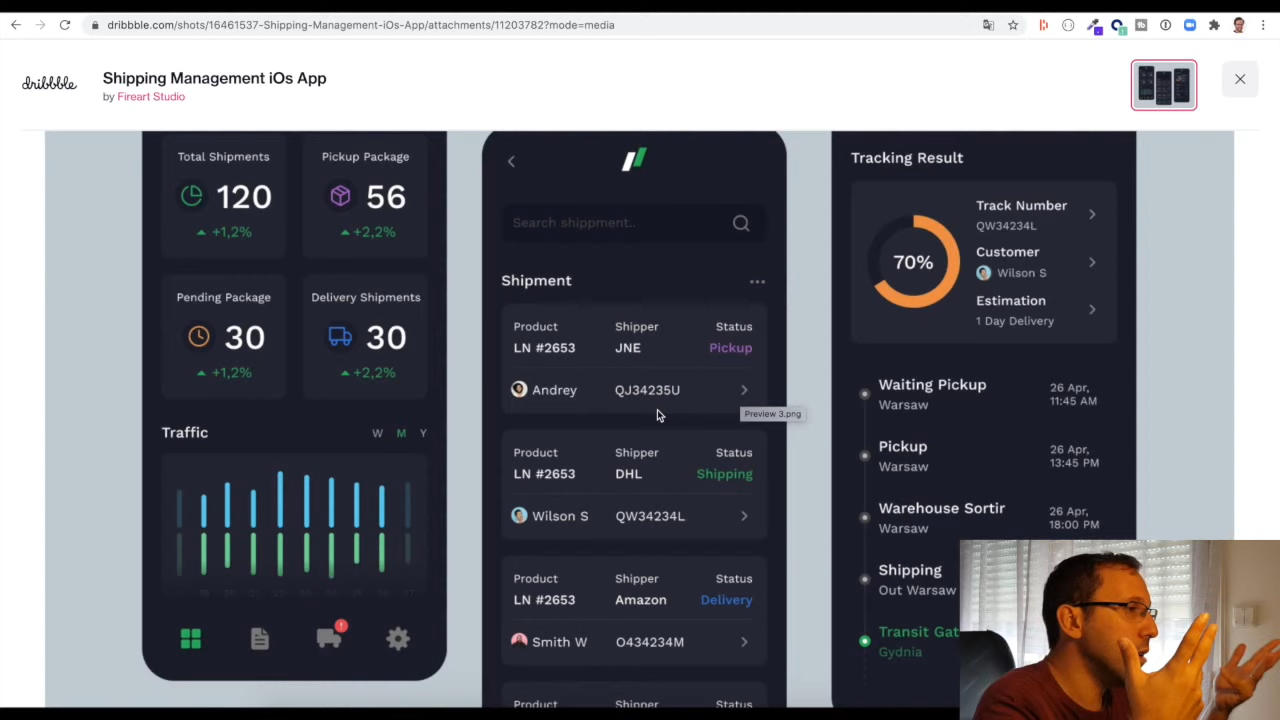 dribbble.com/shots/16461537-Shipping-Management-iOs-App/attachments/11203782?mode=media
dribbble
Shipping Management iOs App
by Fireart Studio
Total Shipments
120
+1,2%
Pickup Package
56
+2,2%
Pending Package
30
+1,2%
Delivery Shipments
30
+2,2%
Traffic
W M Y
!
Search shippment..
Shipment
Product Shipper Status
LN #2653 JNE Pickup
Andrey QJ34235U
Preview 3.png
Product Shipper Status
LN #2653 DHL Shipping
Wilson S QW34234L
Product Shipper Status
LN #2653 Amazon Delivery
Smith W O434234M
Product Shipper Status
Tracking Result
70%
Track Number
QW34234L
Customer
Wilson S
Estimation
1 Day Delivery
Waiting Pickup
Warsaw
26 Apr,
11:45 AM
Pickup
Warsaw
26 Apr,
13:45 PM
Warehouse Sortir
Warsaw
26 Apr,
18:00 PM
Shipping
Out Warsaw
Transit Gat
Gydnia